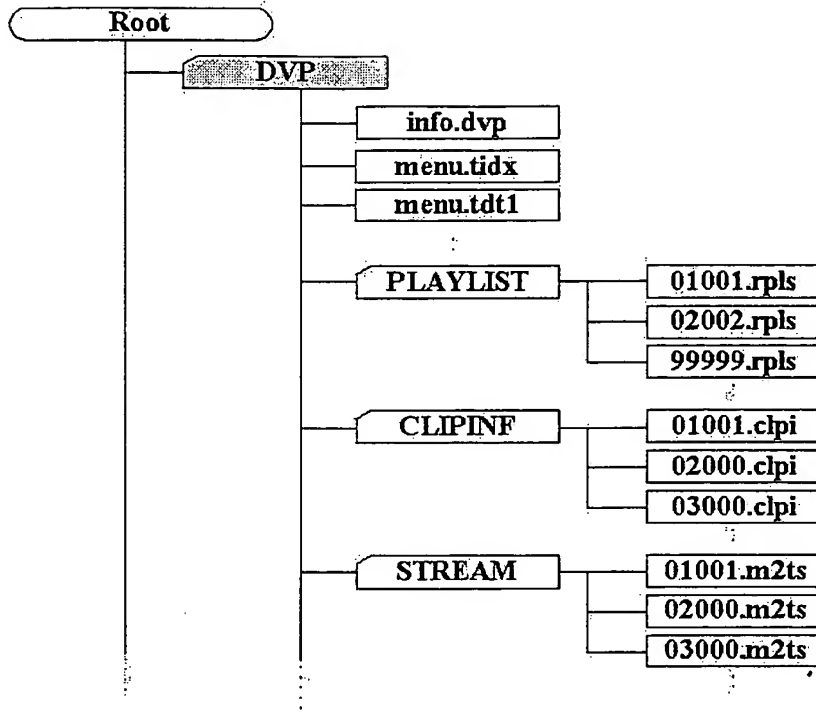 Root
DVP
info.dvp
menu.tidx
menu.tdt1
PLAYLIST
01001.rpls
02002.rpls
99999.rpls
CLIPINF
01001.clpi
02000.clpi
03000.clpi
STREAM
01001.m2ts
02000.m2ts
03000.m2ts